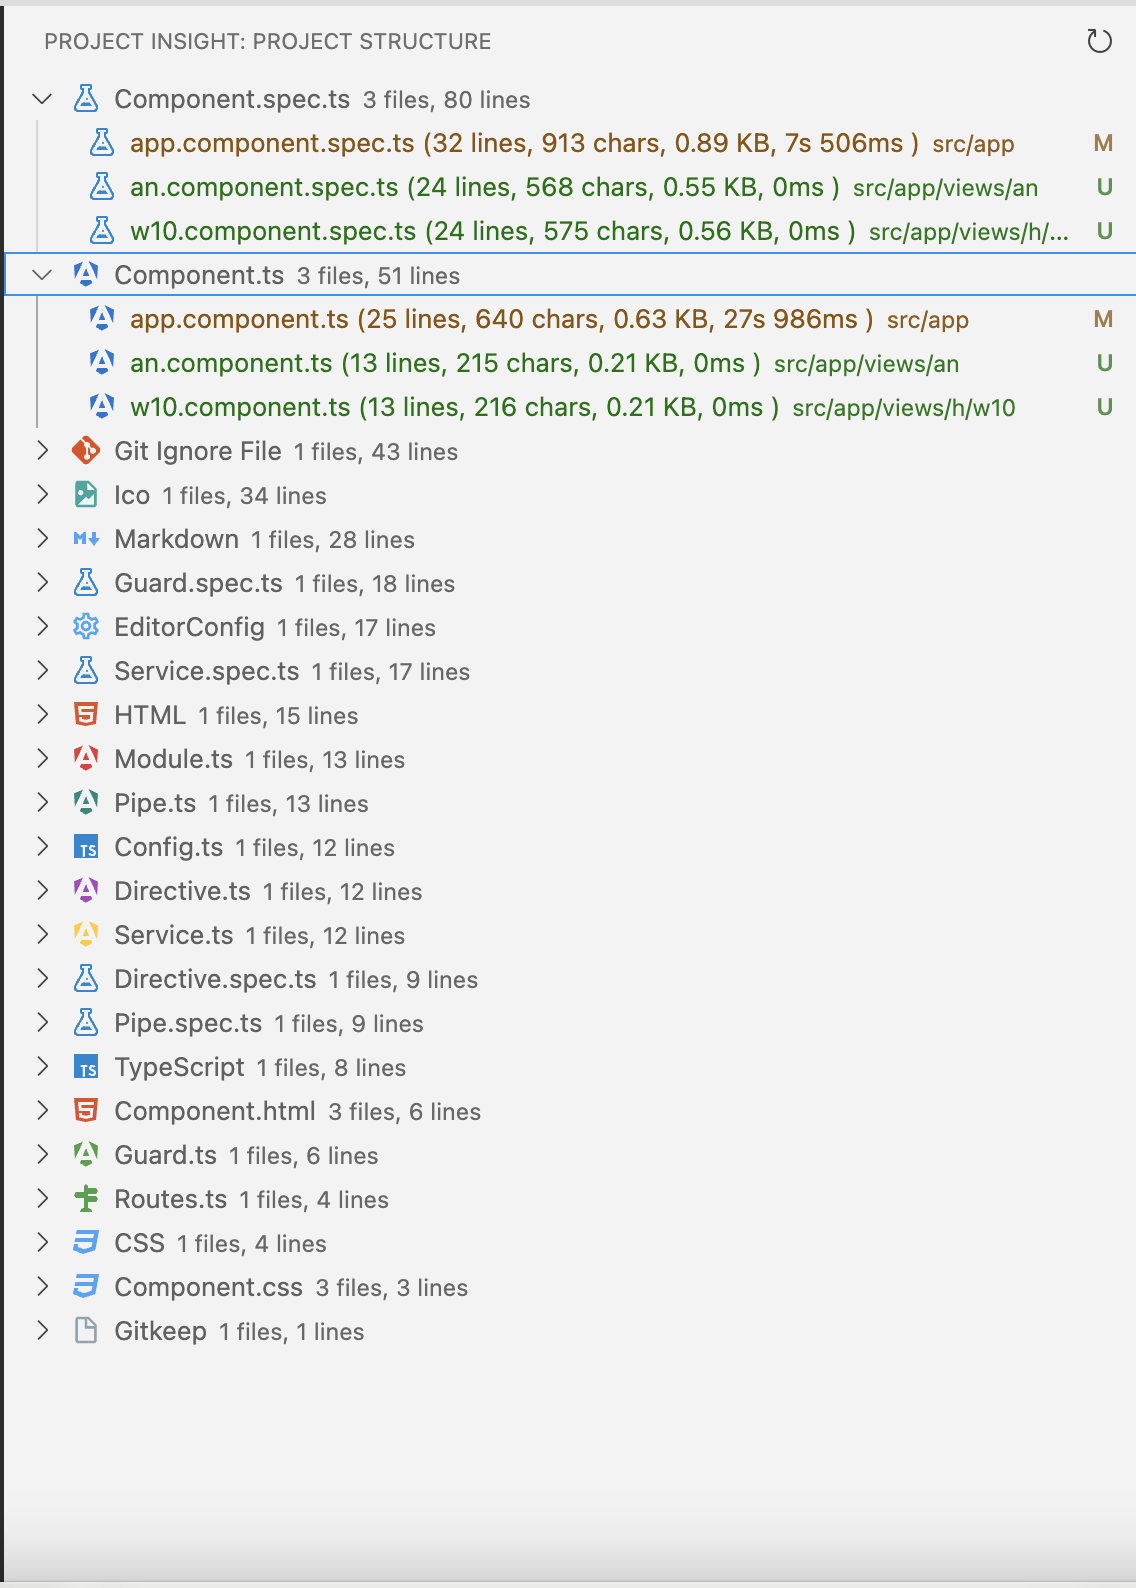 PROJECT INSIGHT: PROJECT STRUCTURE
Component.spec.ts 3 files, 80 lines
app.component.spec.ts (32 lines, 913 chars, 0.89 KB, 7s 506ms ) src/app M
an.component.spec.ts (24 lines, 568 chars, 0.55 KB, 0ms ) src/app/views/an U
w10.component.spec.ts (24 lines, 575 chars, 0.56 KB, 0ms ) src/app/views/h/... U
Component.ts 3 files, 51 lines
app.component.ts (25 lines, 640 chars, 0.63 KB, 27s 986ms ) src/app M
an.component.ts (13 lines, 215 chars, 0.21 KB, 0ms ) src/app/views/an U
w10.component.ts (13 lines, 216 chars, 0.21 KB, 0ms ) src/app/views/h/w10 U
Git Ignore File 1 files, 43 lines
Ico 1 files, 34 lines
M Markdown 1 files, 28 lines
Guard.spec.ts 1 files, 18 lines
EditorConfig 1 files, 17 lines
Service.spec.ts 1 files, 17 lines
5 HTML 1 files, 15 lines
Module.ts 1 files, 13 lines
Pipe.ts 1 files, 13 lines
TS Config.ts 1 files, 12 lines
Directive.ts 1 files, 12 lines
Service.ts 1 files, 12 lines
Directive.spec.ts 1 files, 9 lines
Pipe.spec.ts 1 files, 9 lines
TS TypeScript 1 files, 8 lines
5 Component.html 3 files, 6 lines
Guard.ts 1 files, 6 lines
Routes.ts 1 files, 4 lines
CSS 1 files, 4 lines
Component.css 3 files, 3 lines
Gitkeep 1 files, 1 lines